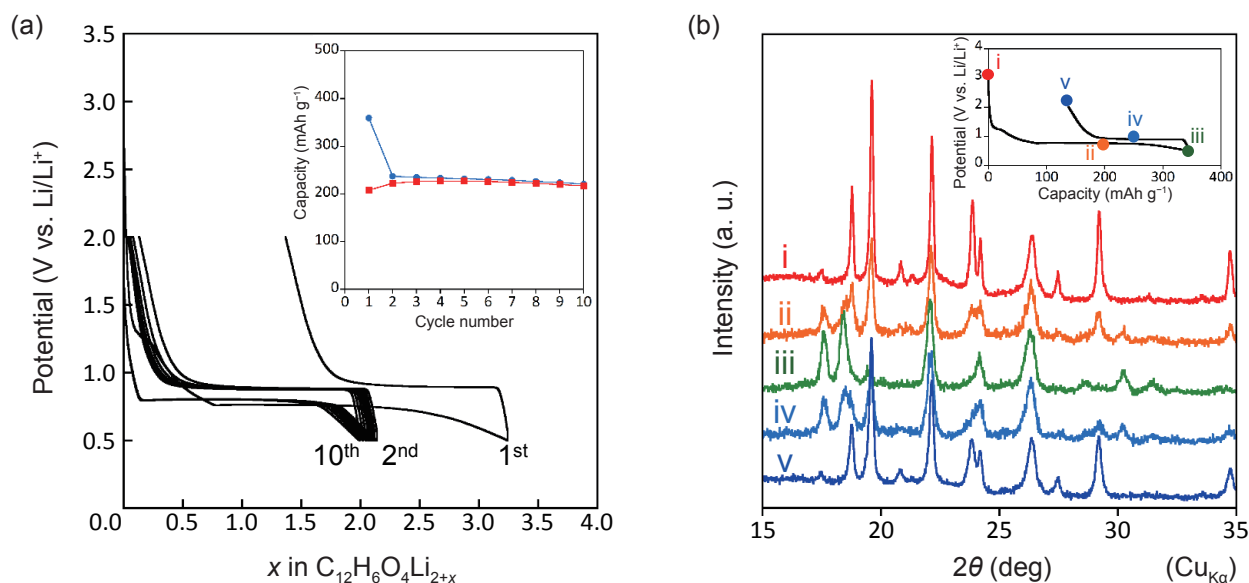 (a)
3.5
3.0
2.5
2.0
1.5
1.0
0.5
0.0
0.5
1.0
1.5
2.0
2.5
3.0
3.5
4.0
Potential (V vs. Li/Li⁺)
x in C₁₂H₆O₄Li₂₊ₓ
10ᵗʰ
2ⁿᵈ
1ˢᵗ
500
400
300
200
100
0
0 1 2 3 4 5 6 7 8 9 10
Capacity (mAh g⁻¹)
Cycle number
(b)
Intensity (a. u.)
i
ii
iii
iv
v
15 20 25 30 35
2θ (deg)
(CuKα)
4
3
2
1
0
0 100 200 300 400
Potential (V vs. Li/Li⁺)
Capacity (mAh g⁻¹)
i
v
iv
iii
ii